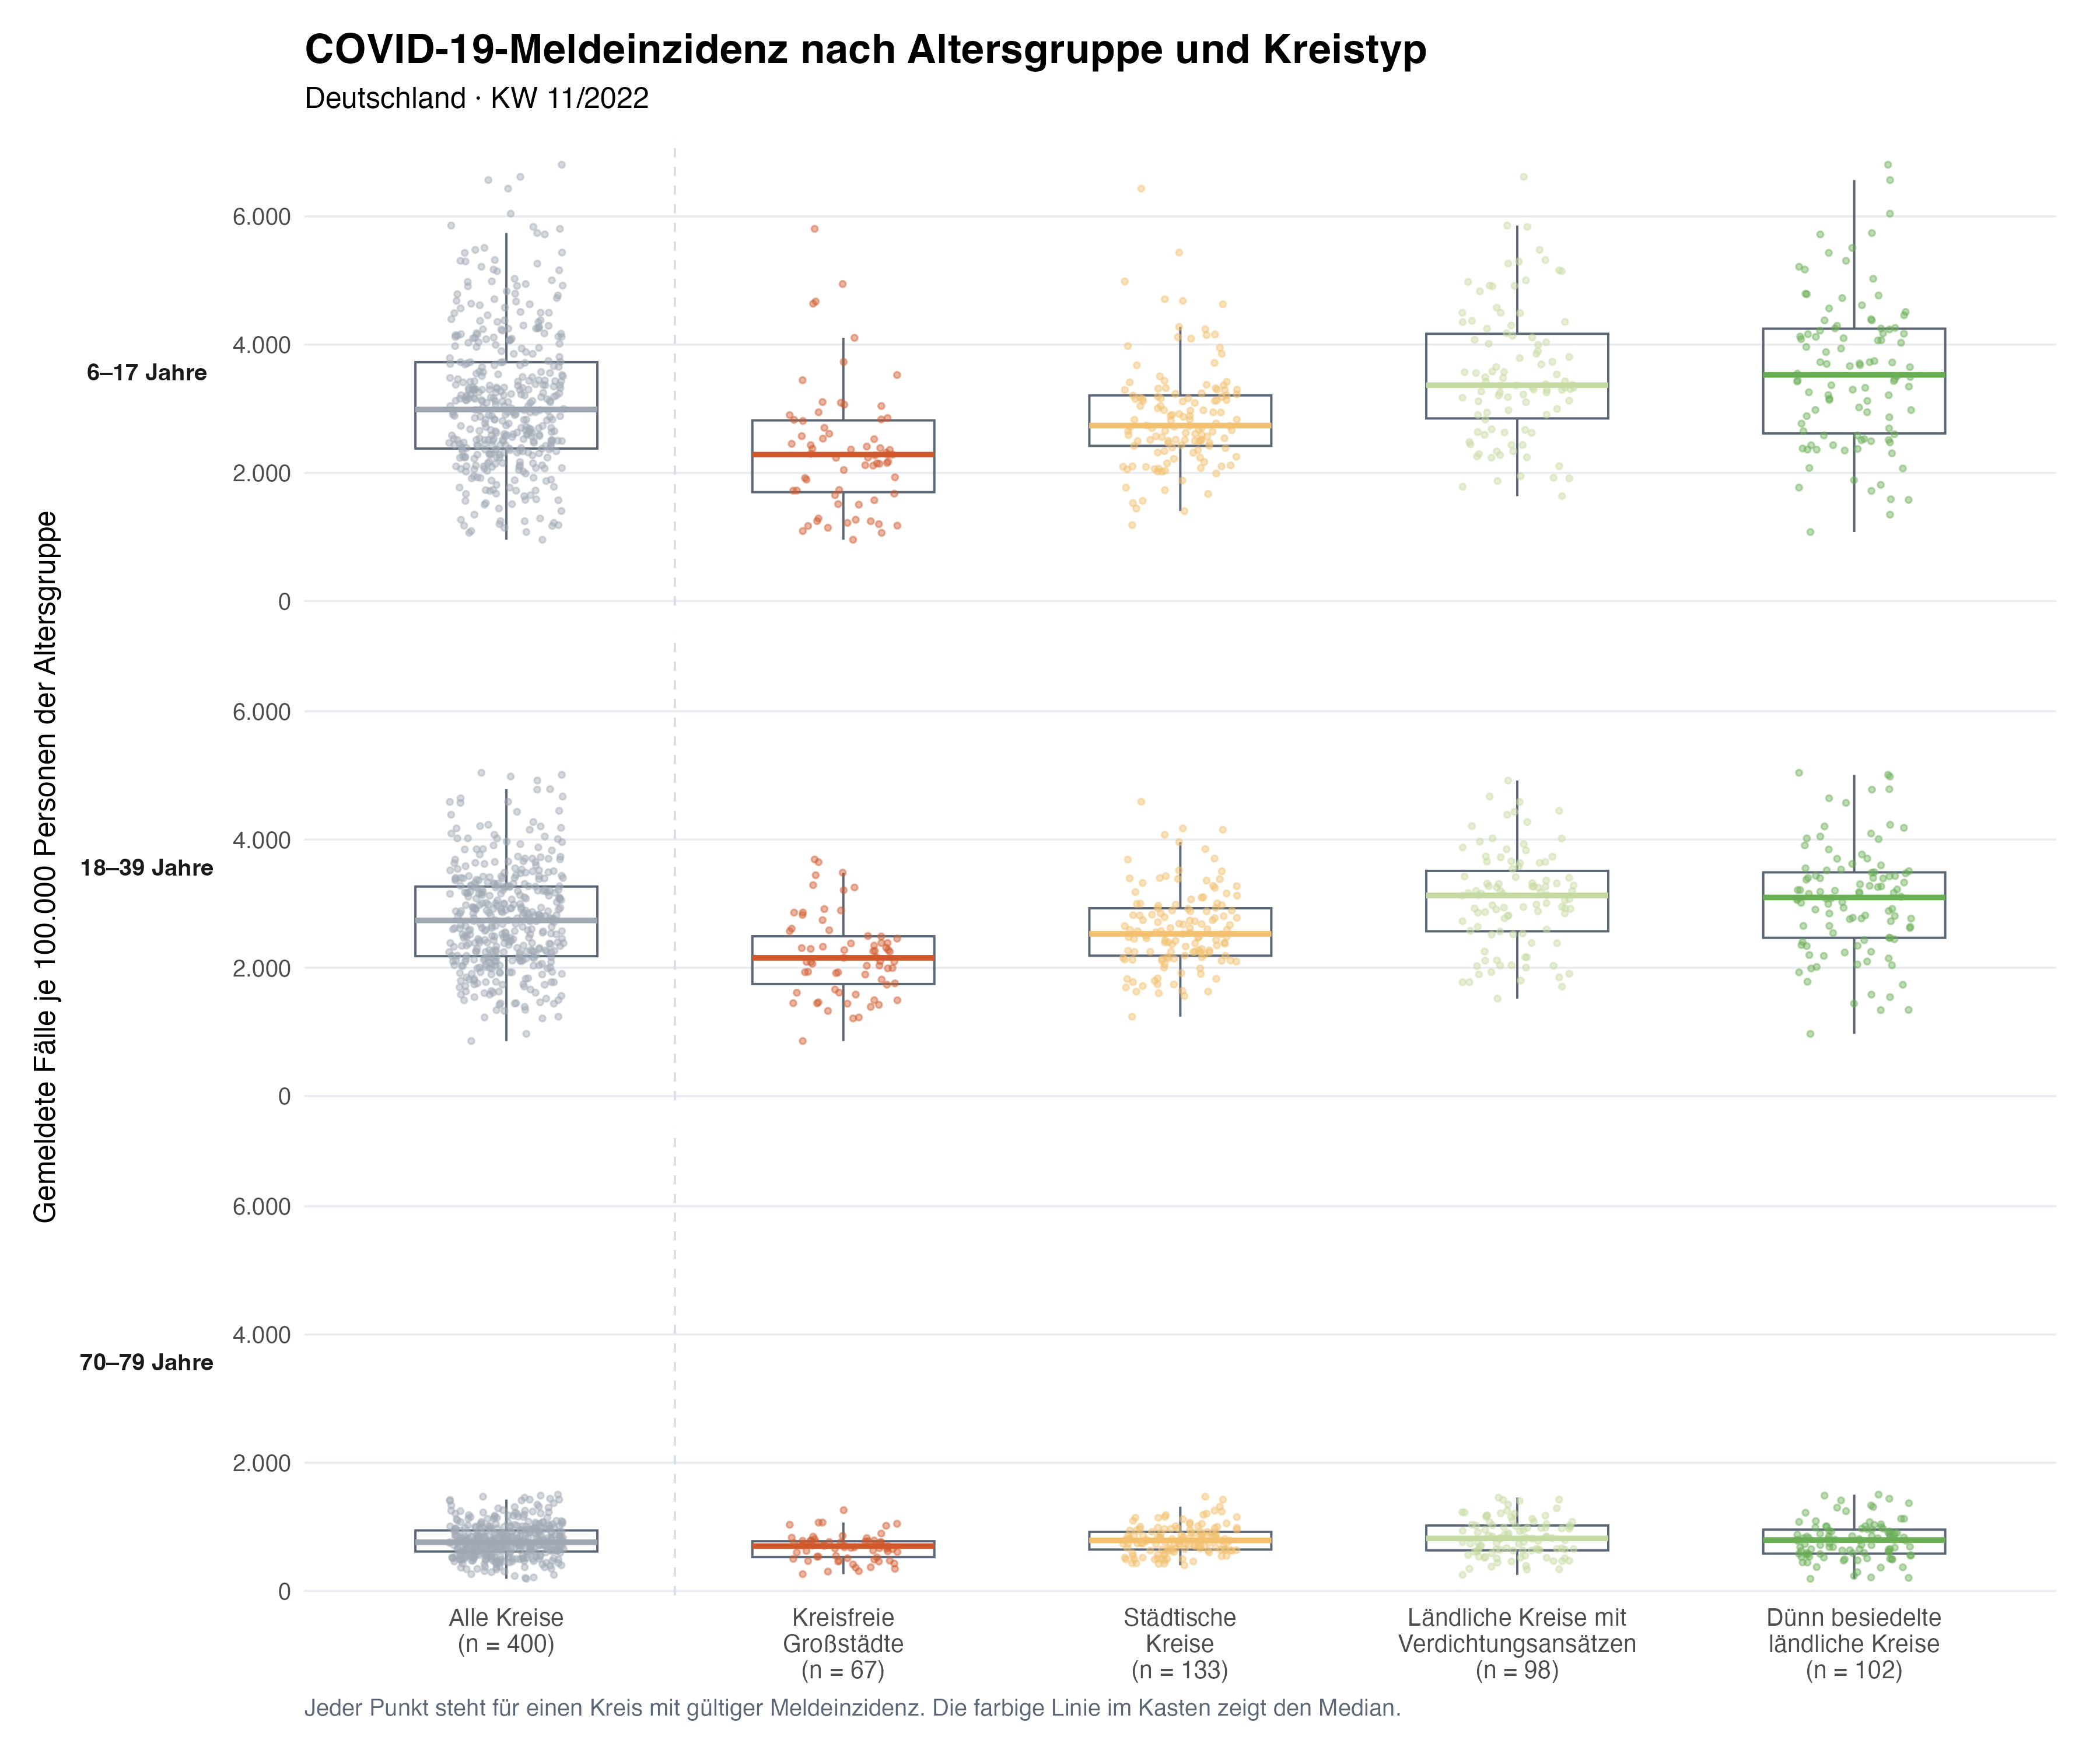 COVID-19-Meldeinzidenz nach Altersgruppe und Kreistyp
Deutschland · KW 11/2022
Gemeldete Fälle je 100.000 Personen der Altersgruppe
6–17 Jahre
6.000
4.000
2.000
0
18–39 Jahre
6.000
4.000
2.000
0
70–79 Jahre
6.000
4.000
2.000
0
Alle Kreise
(n = 400)
Kreisfreie
Großstädte
(n = 67)
Städtische
Kreise
(n = 133)
Ländliche Kreise mit
Verdichtungsansätzen
(n = 98)
Dünn besiedelte
ländliche Kreise
(n = 102)
Jeder Punkt steht für einen Kreis mit gültiger Meldeinzidenz. Die farbige Linie im Kasten zeigt den Median.